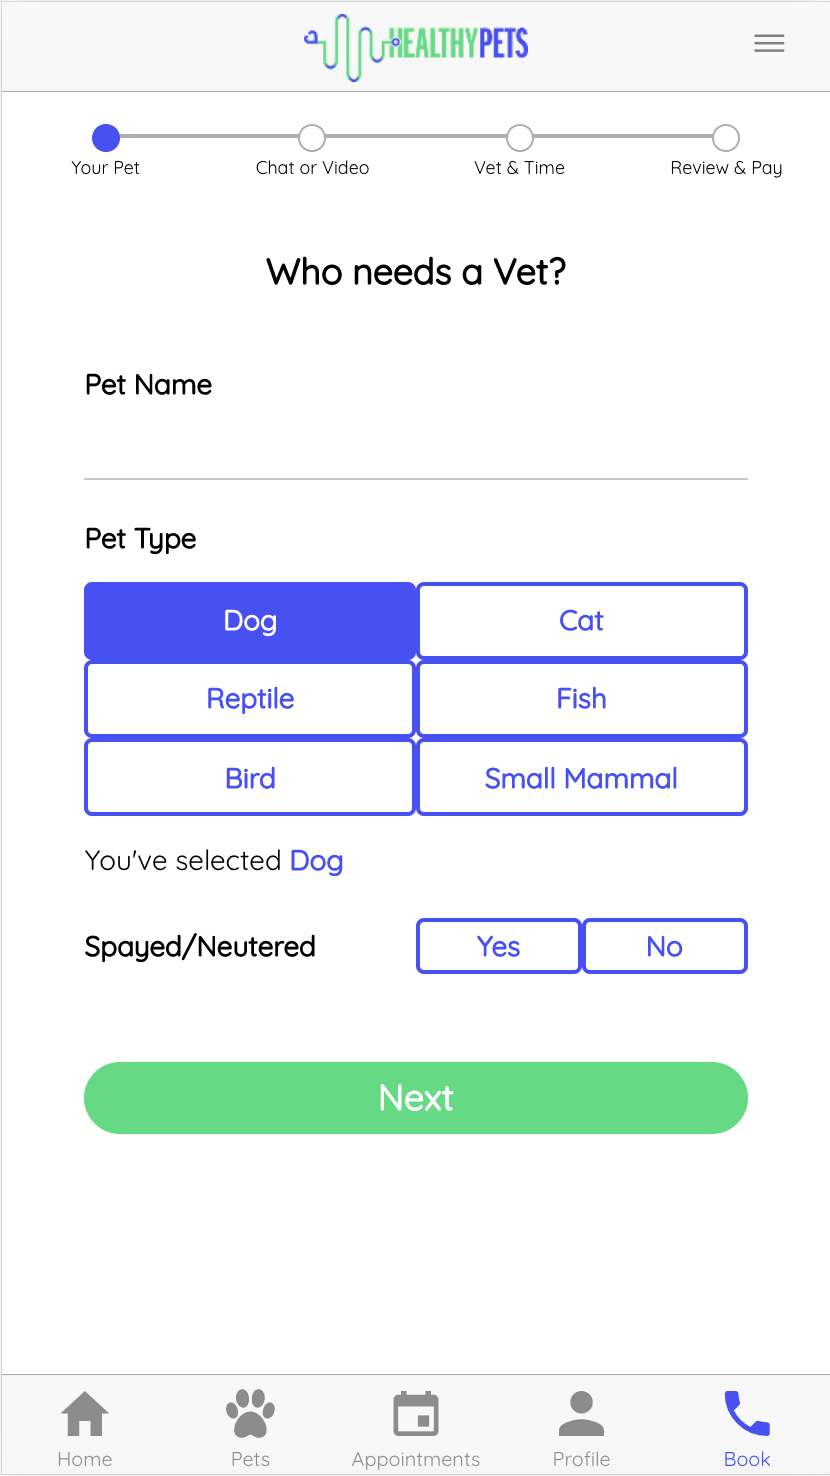 HEALTHYPETS
Your Pet
Chat or Video
Vet & Time
Review & Pay
Who needs a Vet?
Pet Name
Pet Type
Dog
Cat
Reptile
Fish
Bird
Small Mammal
You've selected Dog
Spayed/Neutered
Yes
No
Next
Home
Pets
Appointments
Profile
Book